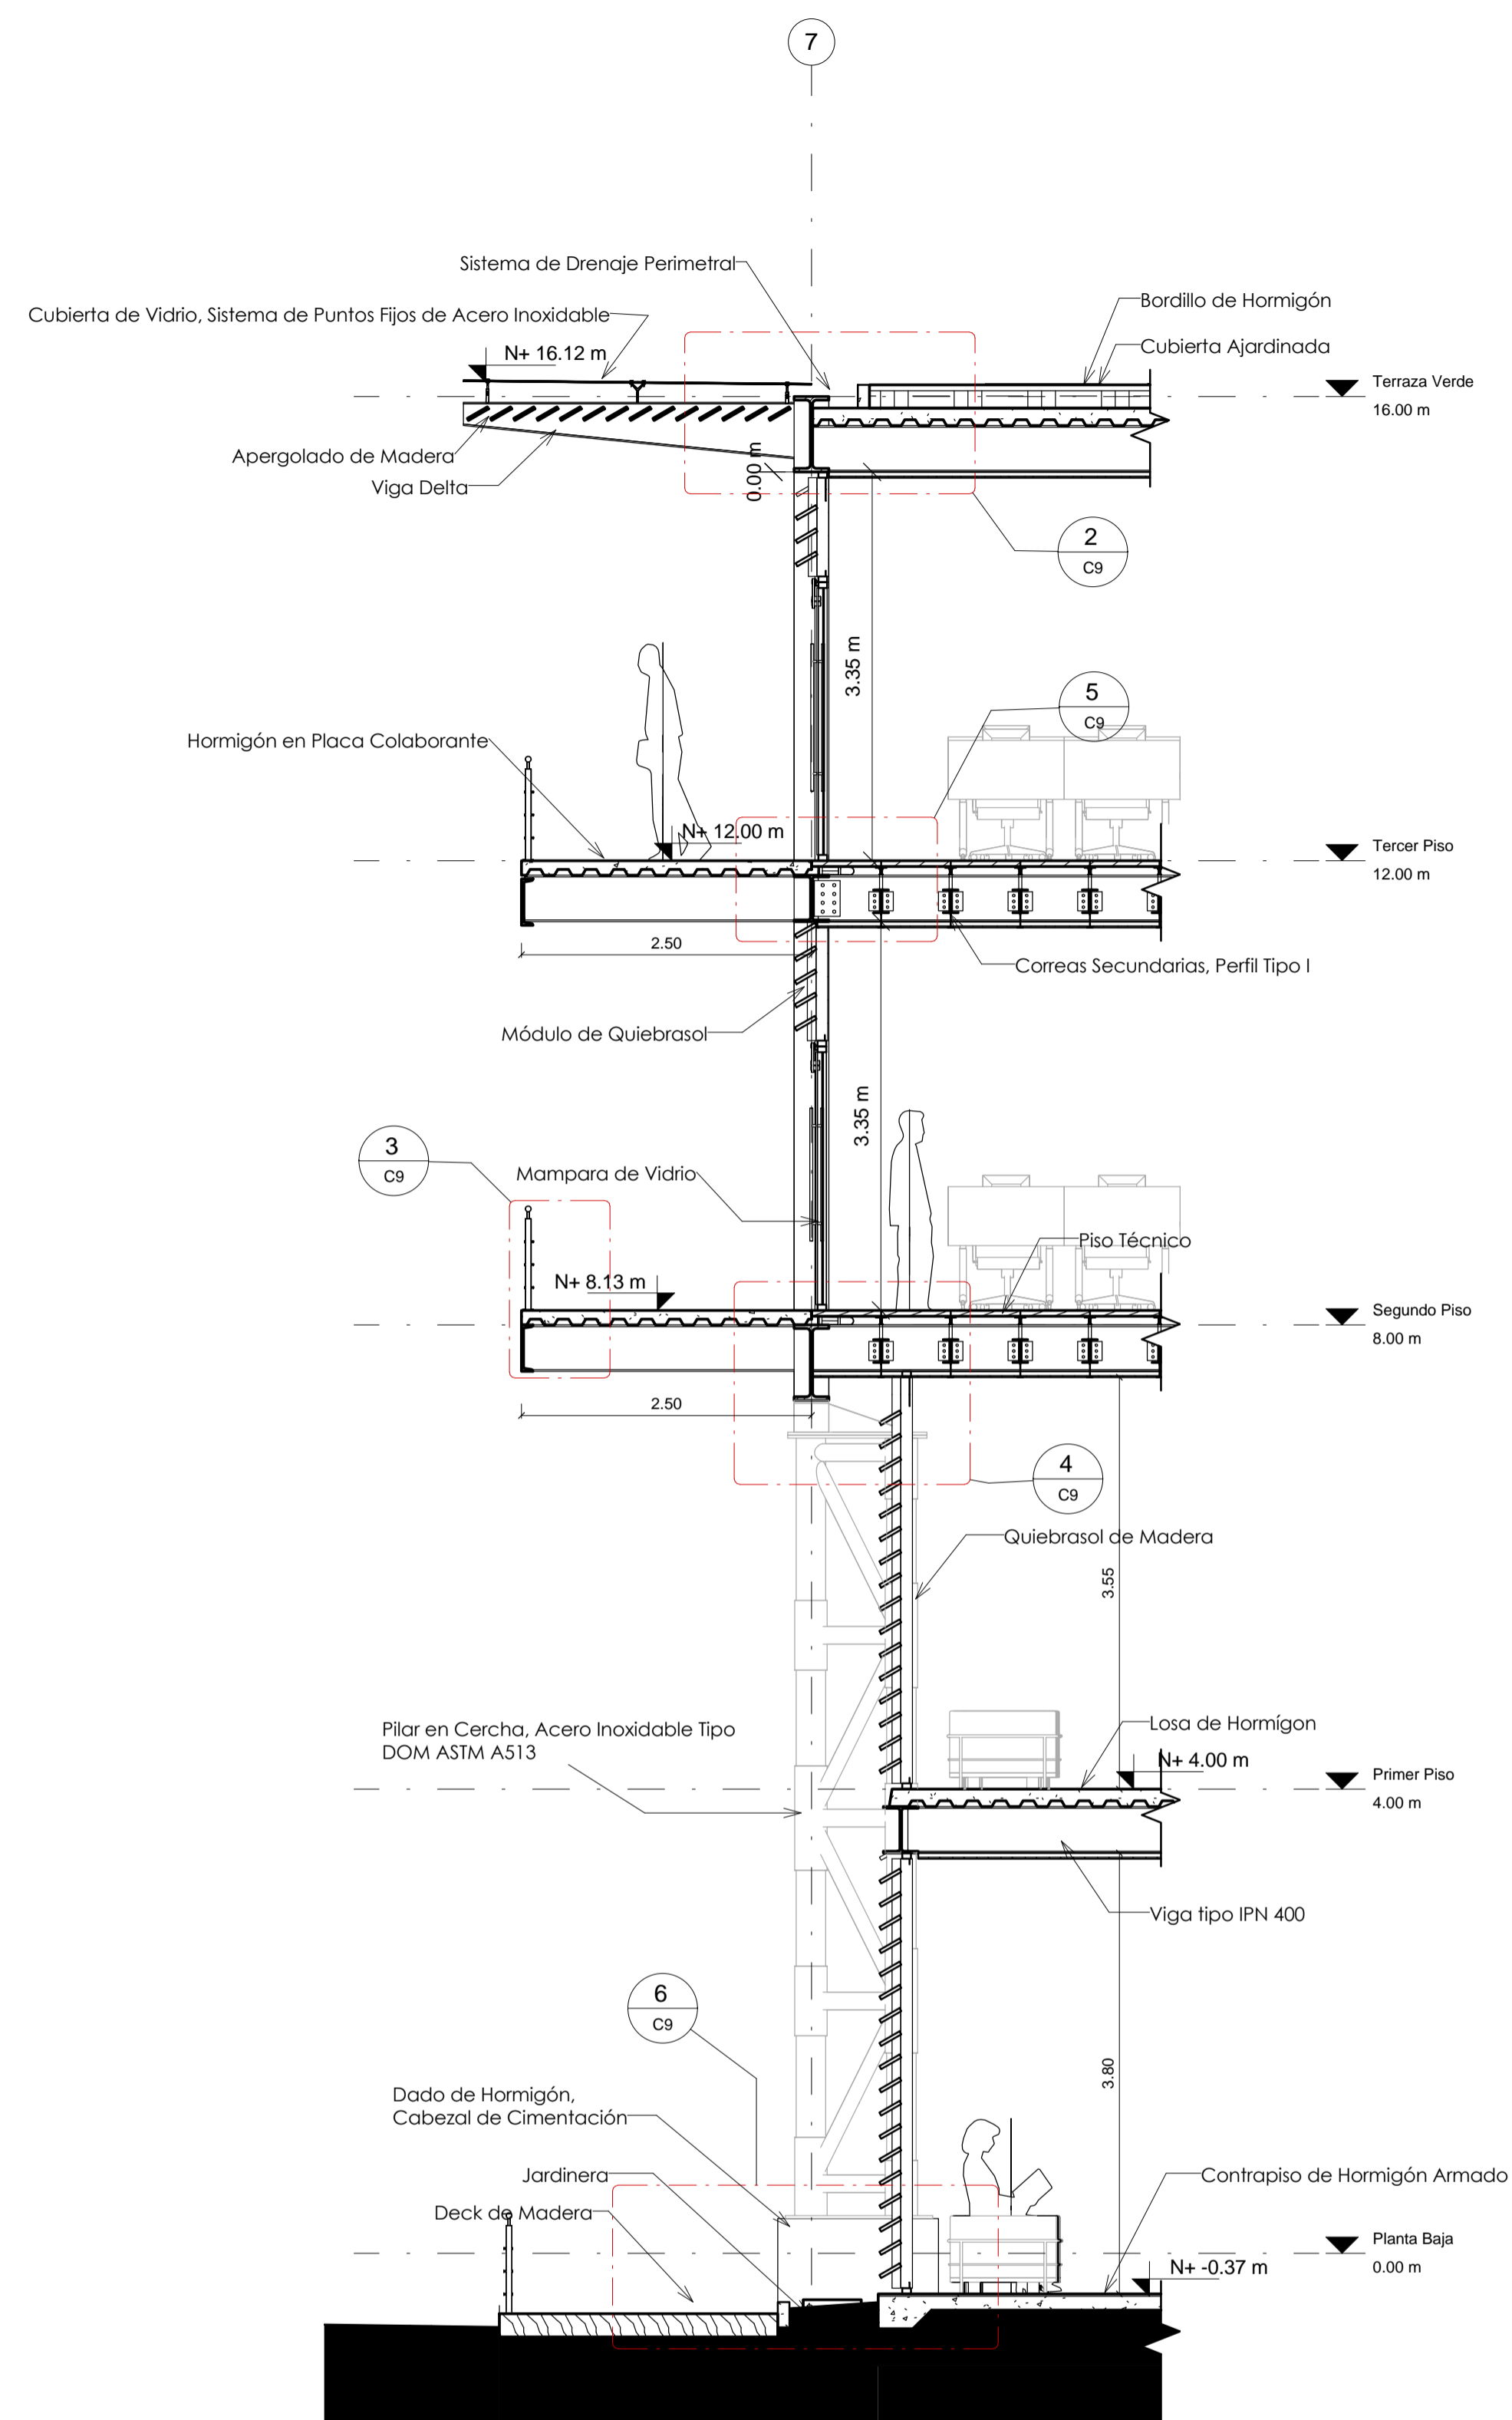 7
Sistema de Drenaje Perimetral
Bordillo de Hormigón
Cubierta de Vidrio, Sistema de Puntos Fijos de Acero Inoxidable
Cubierta Ajardinada
N+ 16.12 m
Terraza Verde
16.00 m
Apergolado de Madera
Viga Delta
0.00 m
2
C9
3.35 m
5
C9
Hormigón en Placa Colaborante
N+ 12.00 m
Tercer Piso
12.00 m
2.50
Correas Secundarias, Perfil Tipo I
Módulo de Quiebrasol
3.35 m
3
C9
Mampara de Vidrio
Piso Técnico
N+ 8.13 m
Segundo Piso
8.00 m
2.50
4
C9
Quiebrasol de Madera
3.55
Pilar en Cercha, Acero Inoxidable Tipo
DOM ASTM A513
Losa de Hormígon
N+ 4.00 m
Primer Piso
4.00 m
Viga tipo IPN 400
6
C9
3.80
Dado de Hormigón,
Cabezal de Cimentación
Jardinera
Contrapiso de Hormigón Armado
Deck de Madera
Planta Baja
0.00 m
N+ -0.37 m